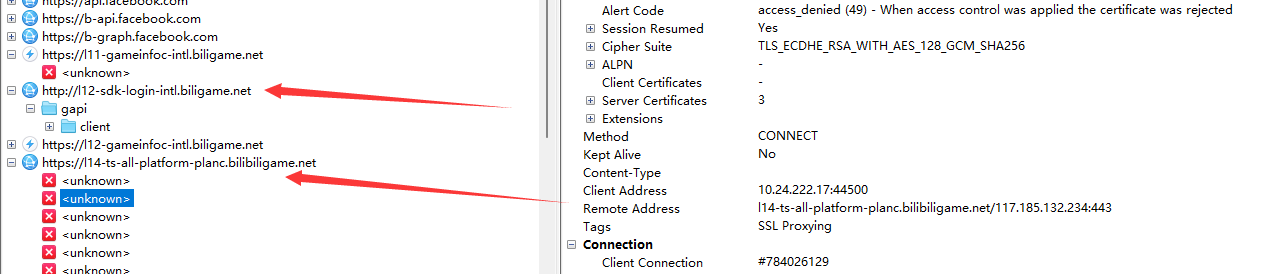 https://api.facebook.com
https://b-api.facebook.com
https://b-graph.facebook.com
https://l11-gameinfoc-intl.biligame.net
<unknown>
http://l12-sdk-login-intl.biligame.net
gapi
client
https://l12-gameinfoc-intl.biligame.net
https://l14-ts-all-platform-planc.bilibiligame.net
<unknown>
<unknown>
<unknown>
<unknown>
<unknown>
<unknown>
Alert Code access_denied (49) - When access control was applied the certificate was rejected
Session Resumed Yes
Cipher Suite TLS_ECDHE_RSA_WITH_AES_128_GCM_SHA256
ALPN -
Client Certificates -
Server Certificates 3
Extensions
Method CONNECT
Kept Alive No
Content-Type
Client Address 10.24.222.17:44500
Remote Address l14-ts-all-platform-planc.bilibiligame.net/117.185.132.234:443
Tags SSL Proxying
Connection
Client Connection #784026129